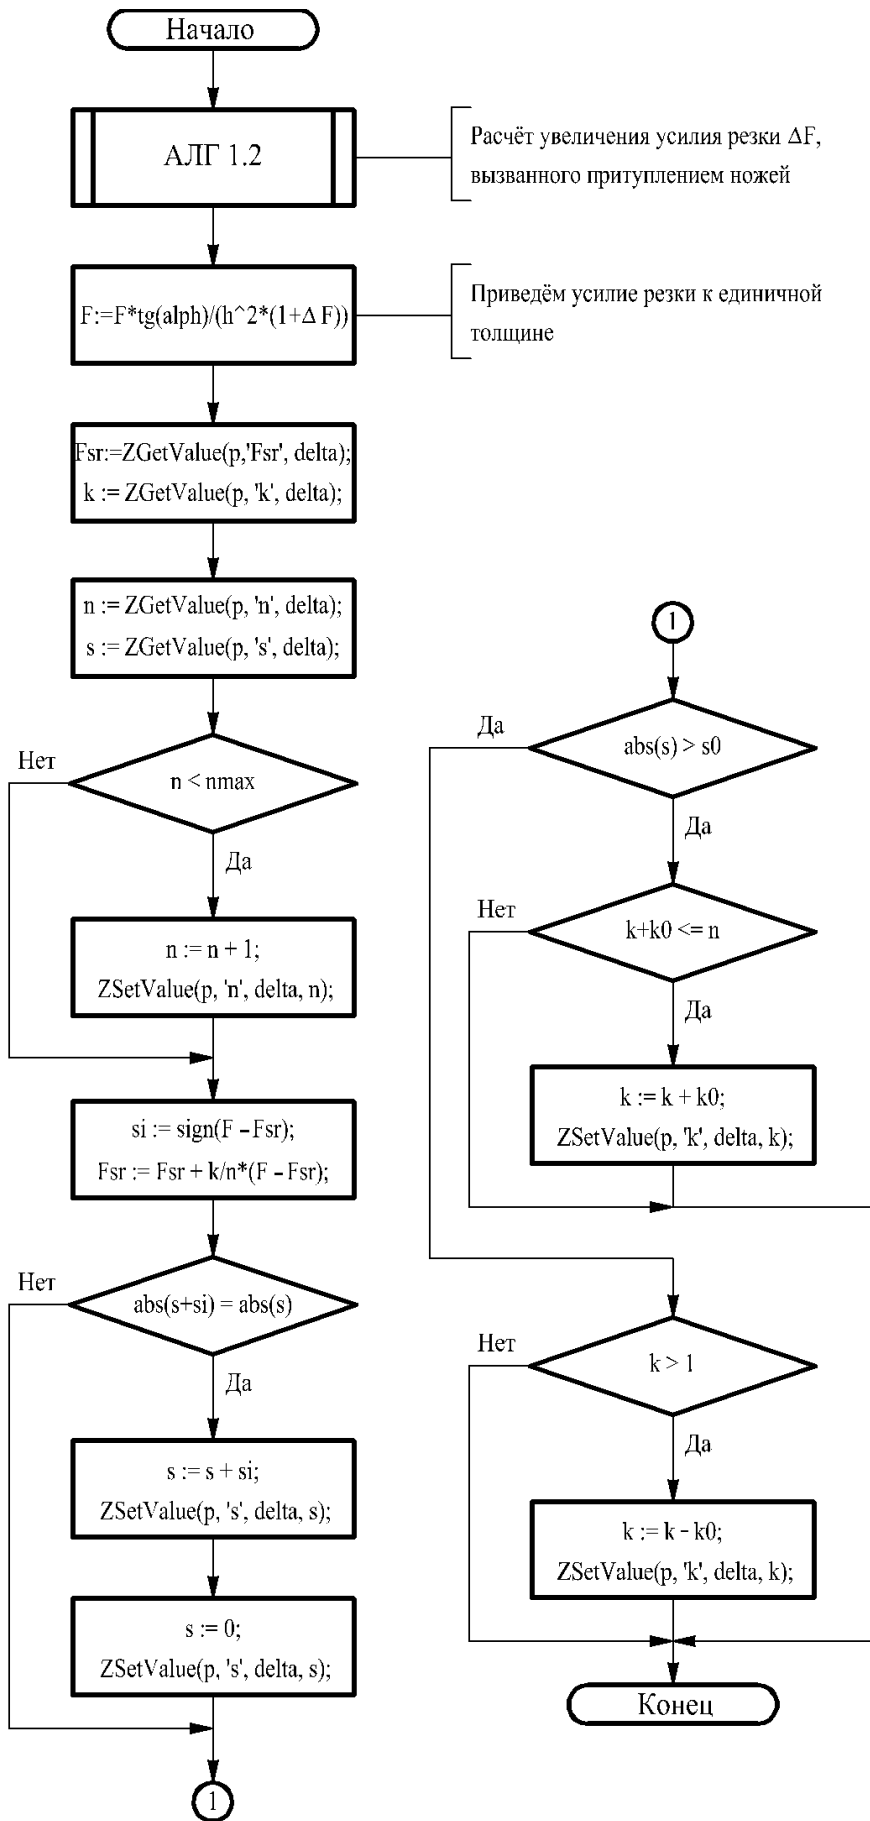 Начало
АЛГ 1.2
Расчёт увеличения усилия резки ΔF,
вызванного притуплением ножей
F:=F*tg(alph)/(h^2*(1+Δ F))
Приведём усилие резки к единичной
толщине
Fsr:=ZGetValue(p,'Fsr', delta);
k := ZGetValue(p, 'k', delta);
n := ZGetValue(p, 'n', delta);
s := ZGetValue(p, 's', delta);
Нет
n < nmax
Да
n := n + 1;
ZSetValue(p, 'n', delta, n);
si := sign(F - Fsr);
Fsr := Fsr + k/n*(F - Fsr);
Нет
abs(s+si) = abs(s)
Да
s := s + si;
ZSetValue(p, 's', delta, s);
s := 0;
ZSetValue(p, 's', delta, s);
1
1
Да
abs(s) > s0
Да
Нет
k+k0 <= n
Да
k := k + k0;
ZSetValue(p, 'k', delta, k);
Нет
k > 1
Да
k := k - k0;
ZSetValue(p, 'k', delta, k);
Конец